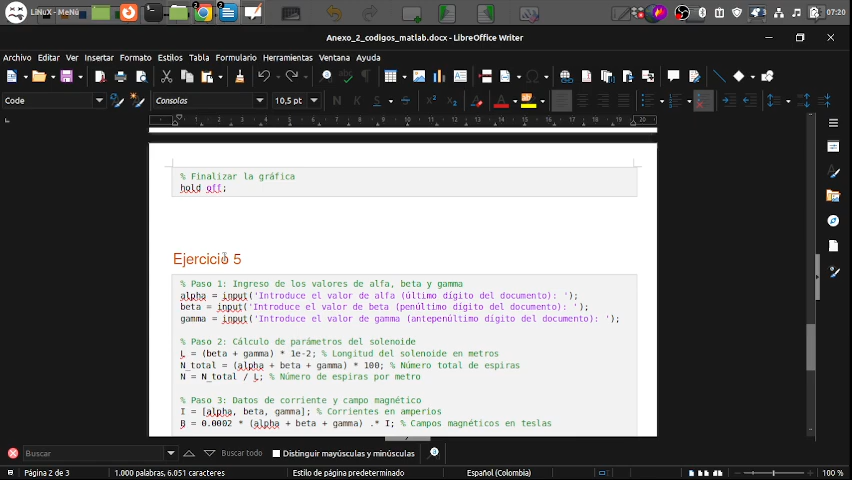 LiNuX - MeNú
2
2
07:20
Anexo_2_codigos_matlab.docx - LibreOffice Writer
Archivo Editar Ver Insertar Formato Estilos Tabla Formulario Herramientas Ventana Ayuda
Code
Consolas
10,5 pt
% Finalizar la gráfica
hold off;
Ejercicio 5
% Paso 1: Ingreso de los valores de alfa, beta y gamma
alpha = input('Introduce el valor de alfa (último dígito del documento): ');
beta = input('Introduce el valor de beta (penúltimo dígito del documento): ');
gamma = input('Introduce el valor de gamma (antepenúltimo dígito del documento): ');
% Paso 2: Cálculo de parámetros del solenoide
L = (beta + gamma) * 1e-2; % Longitud del solenoide en metros
N_total = (alpha + beta + gamma) * 100; % Número total de espiras
N = N_total / L; % Número de espiras por metro
% Paso 3: Datos de corriente y campo magnético
I = [alpha, beta, gamma]; % Corrientes en amperios
B = 0.0002 * (alpha + beta + gamma) .* I; % Campos magnéticos en teslas
Buscar
Buscar todo
Distinguir mayúsculas y minúsculas
Página 2 de 3
1.000 palabras, 6.051 caracteres
Estilo de página predeterminado
Español (Colombia)
100 %